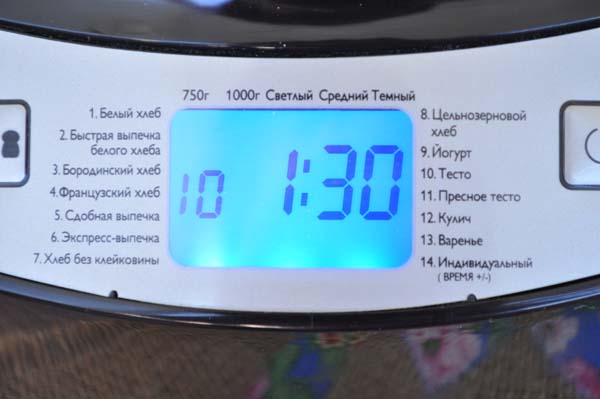 750г 1000г Светлый Средний Темный
1. Белый хлеб
2. Быстрая выпечка
белого хлеба
3. Бородинский хлеб
4. Французский хлеб
5. Сдобная выпечка
6. Экспресс-выпечка
7. Хлеб без клейковины
10 1:30
8. Цельнозерновой
хлеб
9. Йогурт
10. Тесто
11. Пресное тесто
12. Кулич
13. Варенье
14. Индивидуальный
( ВРЕМЯ +/-)